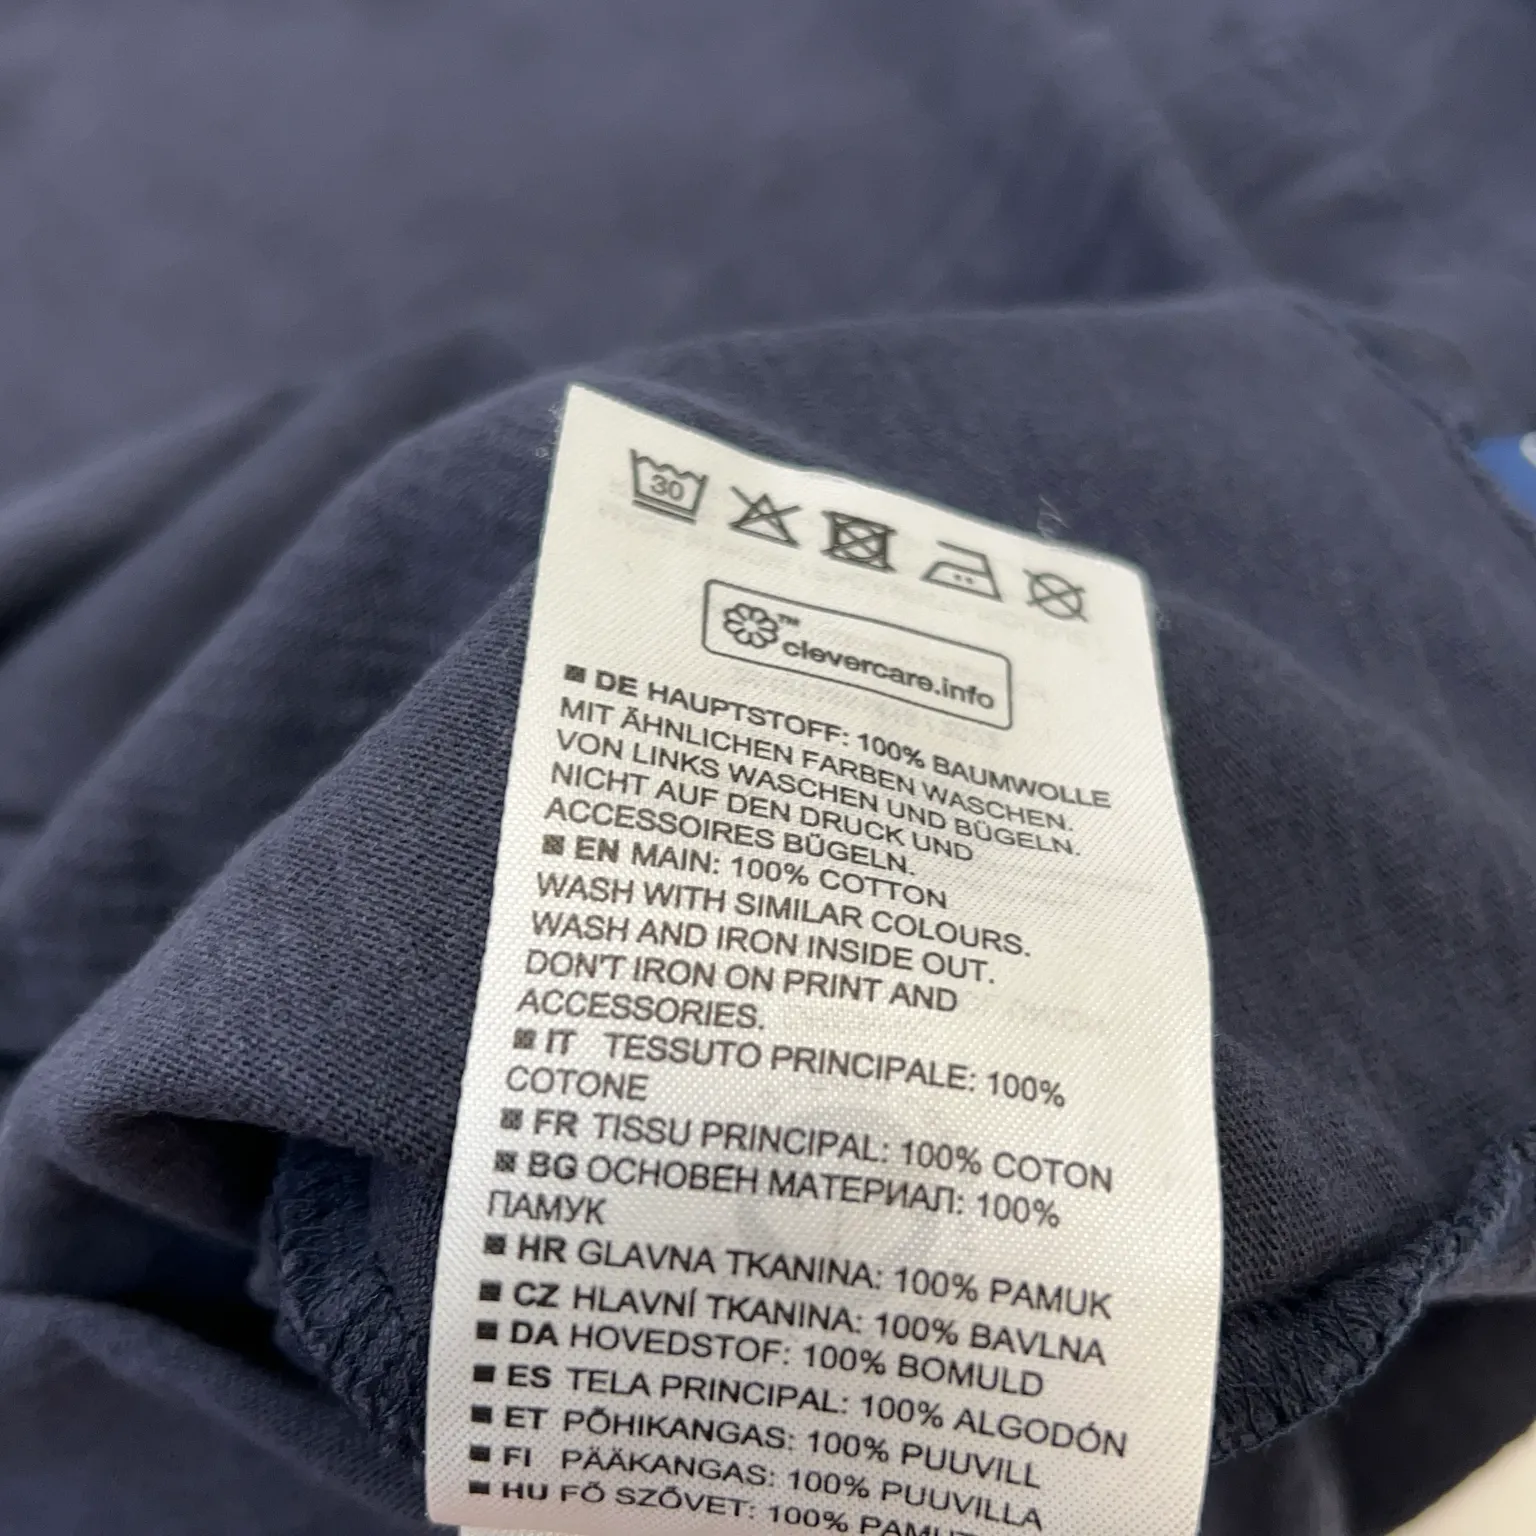 30
™
clevercare.info
DE HAUPTSTOFF: 100% BAUMWOLLE
MIT ÄHNLICHEN FARBEN WASCHEN.
VON LINKS WASCHEN UND BÜGELN.
NICHT AUF DEN DRUCK UND
ACCESSOIRES BÜGELN.
EN MAIN: 100% COTTON
WASH WITH SIMILAR COLOURS.
WASH AND IRON INSIDE OUT.
DON'T IRON ON PRINT AND
ACCESSORIES.
IT TESSUTO PRINCIPALE: 100%
COTONE
FR TISSU PRINCIPAL: 100% COTON
BG ОСНОВЕН МАТЕРИАЛ: 100%
ПАМУК
HR GLAVNA TKANINA: 100% PAMUK
CZ HLAVNÍ TKANINA: 100% BAVLNA
DA HOVEDSTOF: 100% BOMULD
ES TELA PRINCIPAL: 100% ALGODÓN
ET PÕHIKANGAS: 100% PUUVILL
FI PÄÄKANGAS: 100% PUUVILLA
HU FŐ SZŐVET: 100%